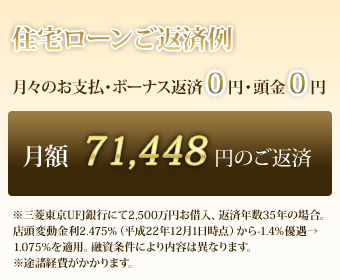 住宅ローンご返済例
月々のお支払・ボーナス返済0円・頭金0円
月額 71,448円のご返済
※三菱東京UFJ銀行にて2,500万円お借入、返済年数35年の場合。
店頭変動金利2.475%（平成22年12月1日時点）から-1.4%優遇→
1.075%を適用。融資条件により内容は異なります。
※途諸経費がかかります。